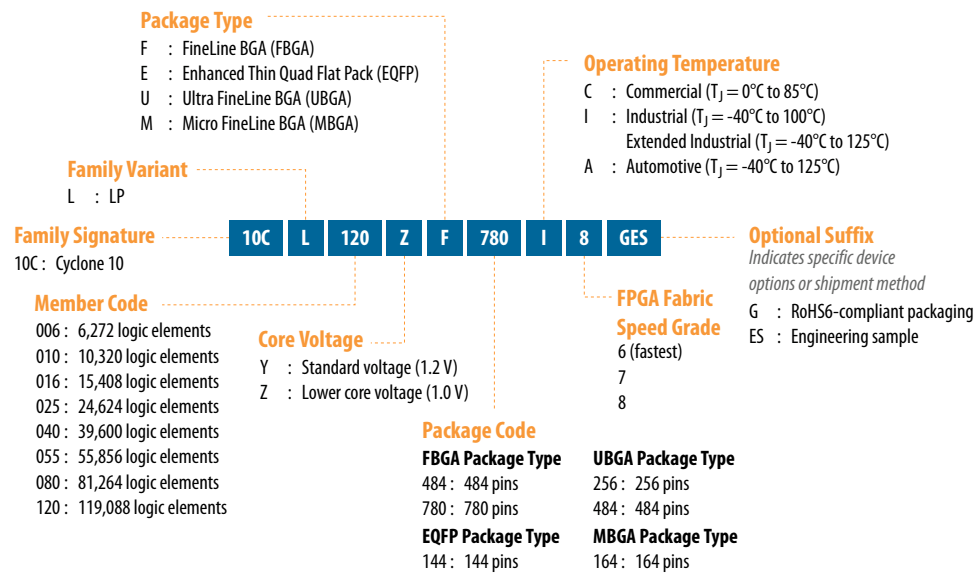 Package Type
F : FineLine BGA (FBGA)
E : Enhanced Thin Quad Flat Pack (EQFP)
U : Ultra FineLine BGA (UBGA)
M : Micro FineLine BGA (MBGA)
Operating Temperature
C : Commercial (TJ = 0°C to 85°C)
I : Industrial (TJ = -40°C to 100°C)
Extended Industrial (TJ = -40°C to 125°C)
A : Automotive (TJ = -40°C to 125°C)
Family Variant
L : LP
Family Signature
10C : Cyclone 10
10C L 120 Z F 780 I 8 GES
Optional Suffix
Indicates specific device
options or shipment method
G : RoHS6-compliant packaging
ES : Engineering sample
Member Code
006 : 6,272 logic elements
010 : 10,320 logic elements
016 : 15,408 logic elements
025 : 24,624 logic elements
040 : 39,600 logic elements
055 : 55,856 logic elements
080 : 81,264 logic elements
120 : 119,088 logic elements
Core Voltage
Y : Standard voltage (1.2 V)
Z : Lower core voltage (1.0 V)
FPGA Fabric
Speed Grade
6 (fastest)
7
8
Package Code
FBGA Package Type
484 : 484 pins
780 : 780 pins
EQFP Package Type
144 : 144 pins
UBGA Package Type
256 : 256 pins
484 : 484 pins
MBGA Package Type
164 : 164 pins